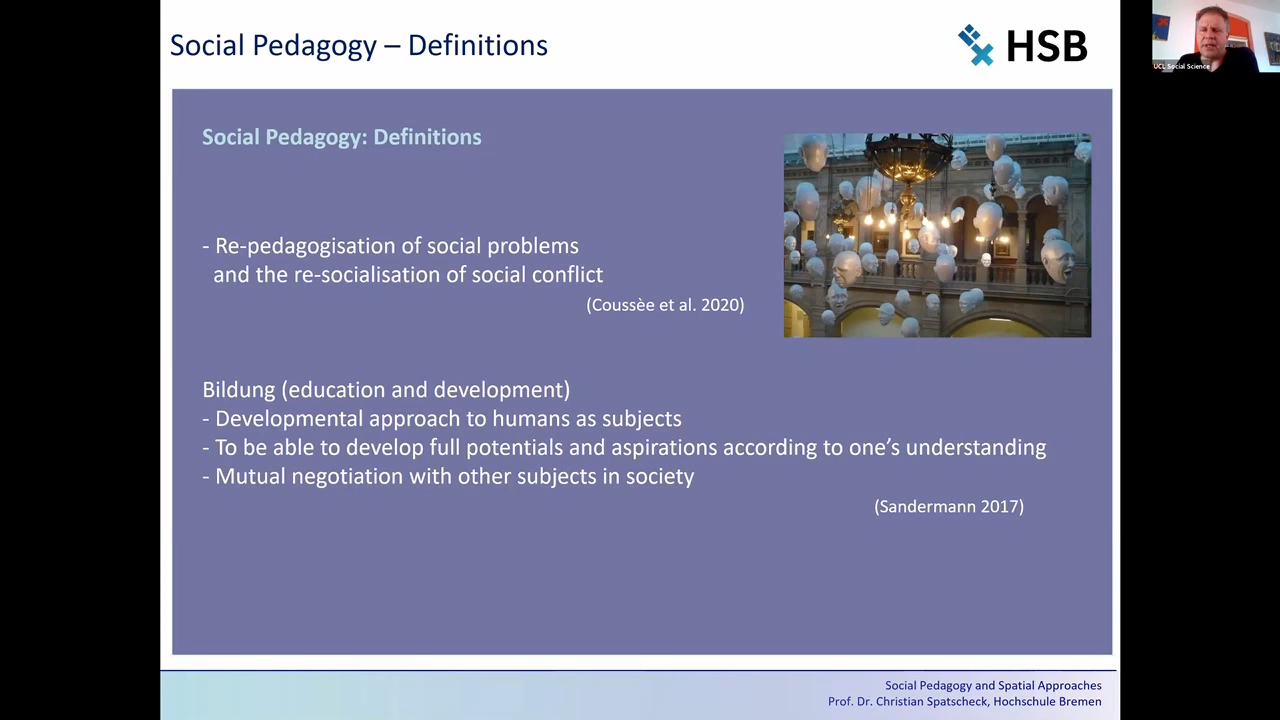 Social Pedagogy – Definitions
HSB
UCL Social Science
Social Pedagogy: Definitions
- Re-pedagogisation of social problems
and the re-socialisation of social conflict
(Coussèe et al. 2020)
Bildung (education and development)
- Developmental approach to humans as subjects
- To be able to develop full potentials and aspirations according to one’s understanding
- Mutual negotiation with other subjects in society
(Sandermann 2017)
Social Pedagogy and Spatial Approaches
Prof. Dr. Christian Spatscheck, Hochschule Bremen